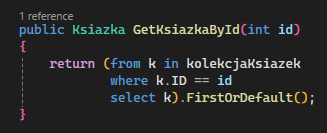 1 reference
public Ksiazka GetKsiazkaById(int id)
{
return (from k in kolekcjaKsiazek
where k.ID == id
select k).FirstOrDefault();
}